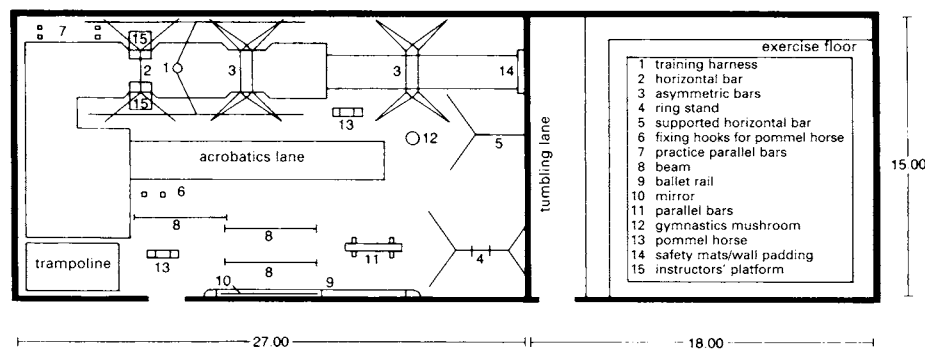 7
15
2
1
3
3
14
15
13
12
5
acrobatics lane
6
8
8
8
trampoline
13
11
4
10
9
tumbling lane
exercise floor
1 training harness
2 horizontal bar
3 asymmetric bars
4 ring stand
5 supported horizontal bar
6 fixing hooks for pommel horse
7 practice parallel bars
8 beam
9 ballet rail
10 mirror
11 parallel bars
12 gymnastics mushroom
13 pommel horse
14 safety mats/wall padding
15 instructors' platform
15.00
27.00
18.00